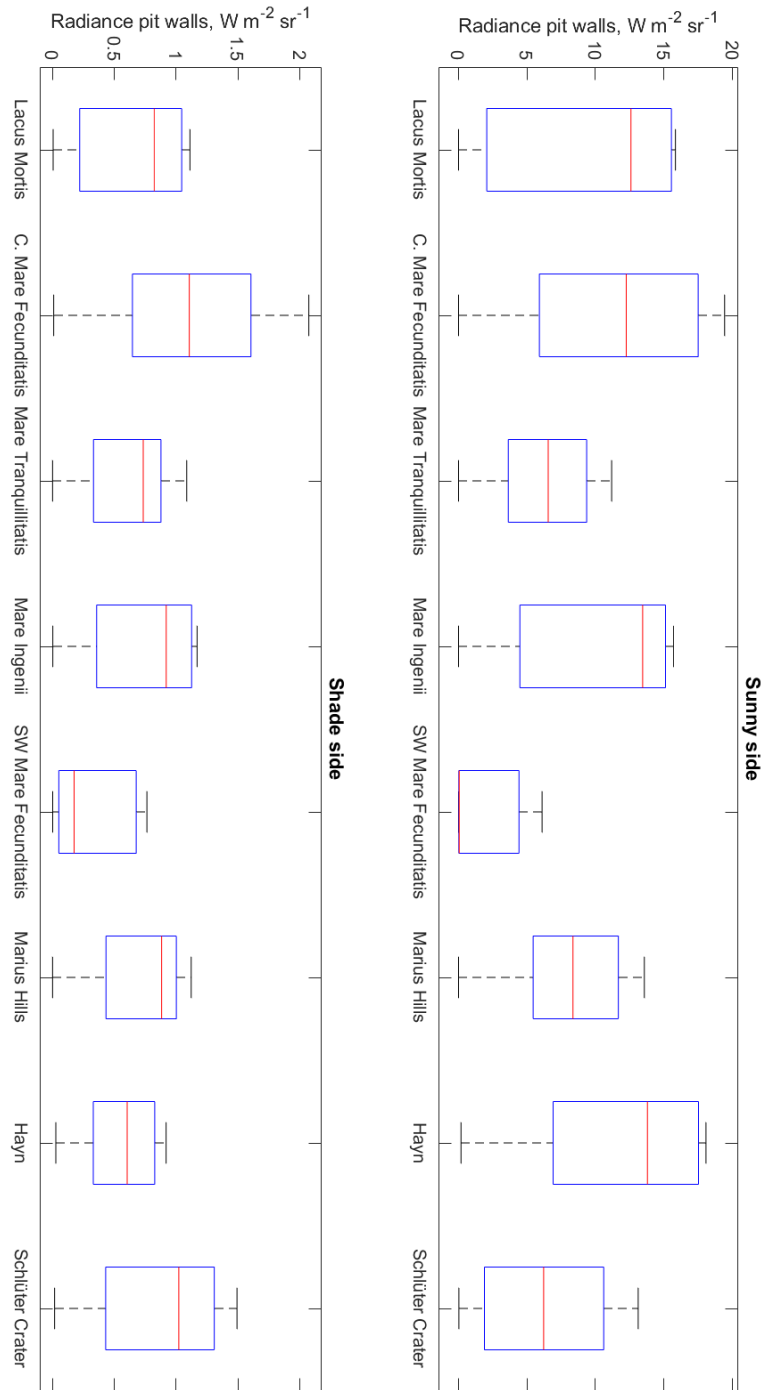 Sunny side
Radiance pit walls, W m⁻² sr⁻¹
20
15
10
5
0
Lacus Mortis
C. Mare Fecunditatis
Mare Tranquillitatis
Mare Ingenii
SW Mare Fecunditatis
Marius Hills
Hayn
Schlüter Crater
Shade side
Radiance pit walls, W m⁻² sr⁻¹
2
1.5
1
0.5
0
Lacus Mortis
C. Mare Fecunditatis
Mare Tranquillitatis
Mare Ingenii
SW Mare Fecunditatis
Marius Hills
Hayn
Schlüter Crater